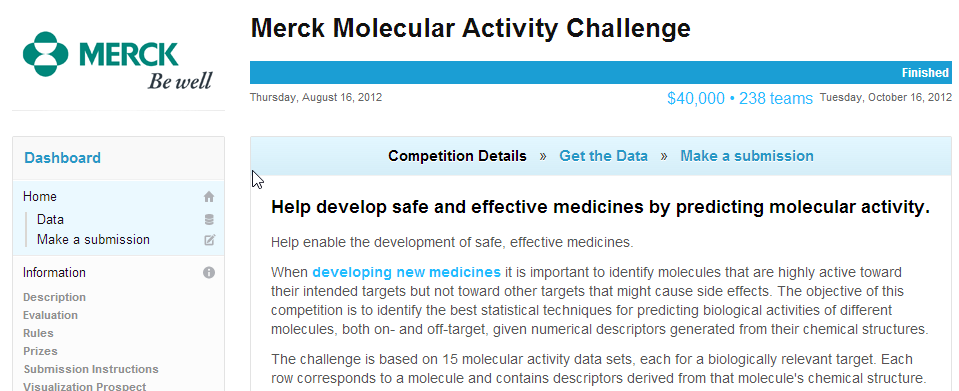 MERCK
Be well
Merck Molecular Activity Challenge
Finished
Thursday, August 16, 2012
$40,000 • 238 teams
Tuesday, October 16, 2012
Dashboard
Home
Data
Make a submission
Information
Description
Evaluation
Rules
Prizes
Submission Instructions
Visualization Prospect
Competition Details » Get the Data » Make a submission
Help develop safe and effective medicines by predicting molecular activity.
Help enable the development of safe, effective medicines.
When developing new medicines it is important to identify molecules that are highly active toward
their intended targets but not toward other targets that might cause side effects. The objective of this
competition is to identify the best statistical techniques for predicting biological activities of different
molecules, both on- and off-target, given numerical descriptors generated from their chemical structures.
The challenge is based on 15 molecular activity data sets, each for a biologically relevant target. Each
row corresponds to a molecule and contains descriptors derived from that molecule's chemical structure.